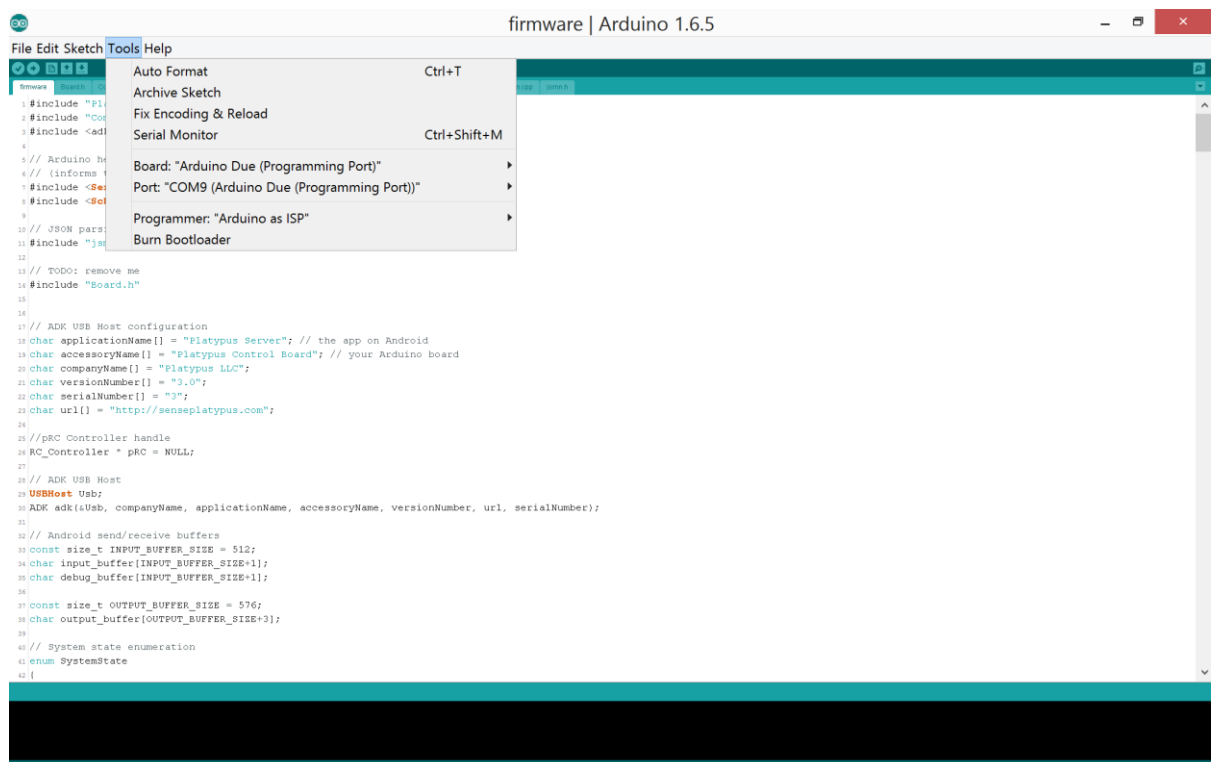 firmware | Arduino 1.6.5
File Edit Sketch Tools Help
Auto Format Ctrl+T
Archive Sketch
Fix Encoding & Reload
Serial Monitor Ctrl+Shift+M
Board: "Arduino Due (Programming Port)"
Port: "COM9 (Arduino Due (Programming Port))"
Programmer: "Arduino as ISP"
Burn Bootloader
firmware Board.h jsmn.h
1 #include "Pla
2 #include "Com
3 #include <adk
4
5 // Arduino he
6 // (informs
7 #include <Se
8 #include <Sch
9
10 // JSON pars
11 #include "jsm
12
13 // TODO: remove me
14 #include "Board.h"
15
16
17 // ADK USB Host configuration
18 char applicationName[] = "Platypus Server"; // the app on Android
19 char accessoryName[] = "Platypus Control Board"; // your Arduino board
20 char companyName[] = "Platypus LLC";
21 char versionNumber[] = "3.0";
22 char serialNumber[] = "3";
23 char url[] = "http://senseplatypus.com";
24
25 //pRC Controller handle
26 RC_Controller * pRC = NULL;
27
28 // ADK USB Host
29 USBHost Usb;
30 ADK adk(&Usb, companyName, applicationName, accessoryName, versionNumber, url, serialNumber);
31
32 // Android send/receive buffers
33 const size_t INPUT_BUFFER_SIZE = 512;
34 char input_buffer[INPUT_BUFFER_SIZE+1];
35 char debug_buffer[INPUT_BUFFER_SIZE+1];
36
37 const size_t OUTPUT_BUFFER_SIZE = 576;
38 char output_buffer[OUTPUT_BUFFER_SIZE+3];
39
40 // System state enumeration
41 enum SystemState
42 {